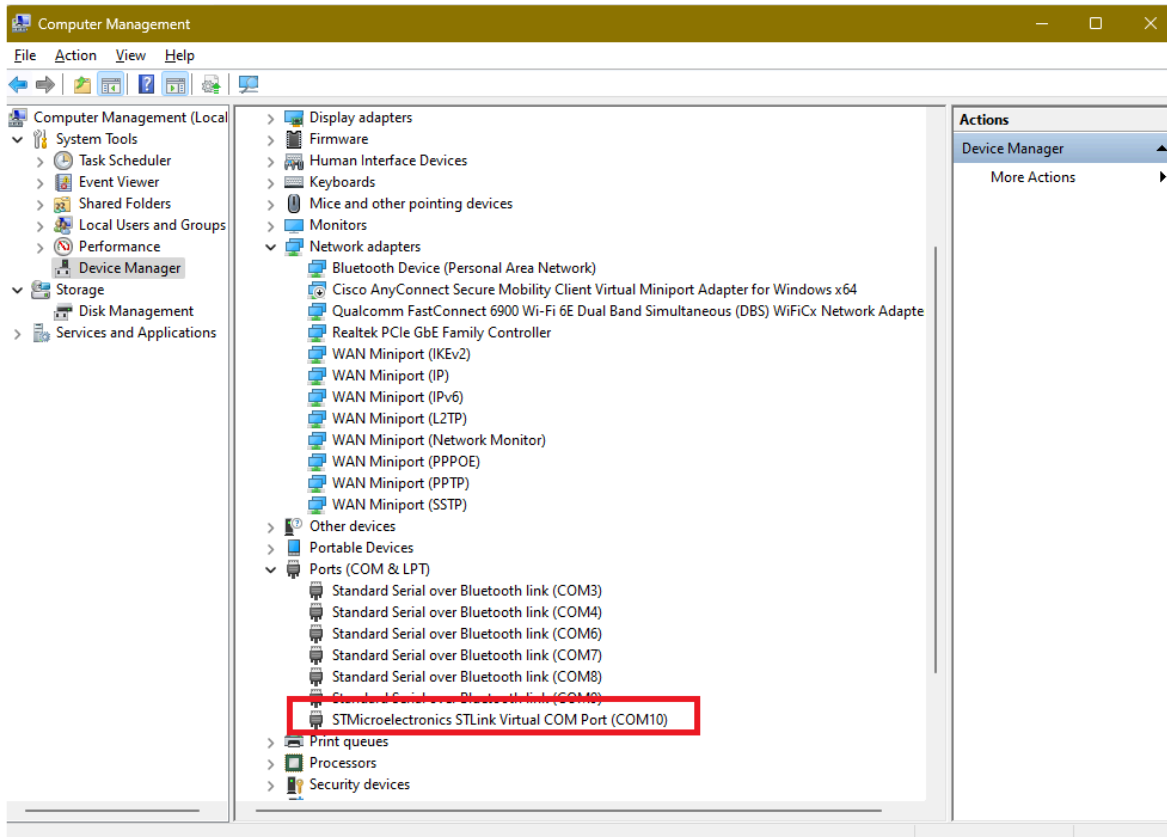 Computer Management
File Action View Help
Computer Management (Local
System Tools
Task Scheduler
Event Viewer
Shared Folders
Local Users and Groups
Performance
Device Manager
Storage
Disk Management
Services and Applications
Display adapters
Firmware
Human Interface Devices
Keyboards
Mice and other pointing devices
Monitors
Network adapters
Bluetooth Device (Personal Area Network)
Cisco AnyConnect Secure Mobility Client Virtual Miniport Adapter for Windows x64
Qualcomm FastConnect 6900 Wi-Fi 6E Dual Band Simultaneous (DBS) WiFiCx Network Adapte
Realtek PCIe GbE Family Controller
WAN Miniport (IKEv2)
WAN Miniport (IP)
WAN Miniport (IPv6)
WAN Miniport (L2TP)
WAN Miniport (Network Monitor)
WAN Miniport (PPPOE)
WAN Miniport (PPTP)
WAN Miniport (SSTP)
Other devices
Portable Devices
Ports (COM & LPT)
Standard Serial over Bluetooth link (COM3)
Standard Serial over Bluetooth link (COM4)
Standard Serial over Bluetooth link (COM6)
Standard Serial over Bluetooth link (COM7)
Standard Serial over Bluetooth link (COM8)
Standard Serial over Bluetooth link (COM9)
STMicroelectronics STLink Virtual COM Port (COM10)
Print queues
Processors
Security devices
Actions
Device Manager
More Actions